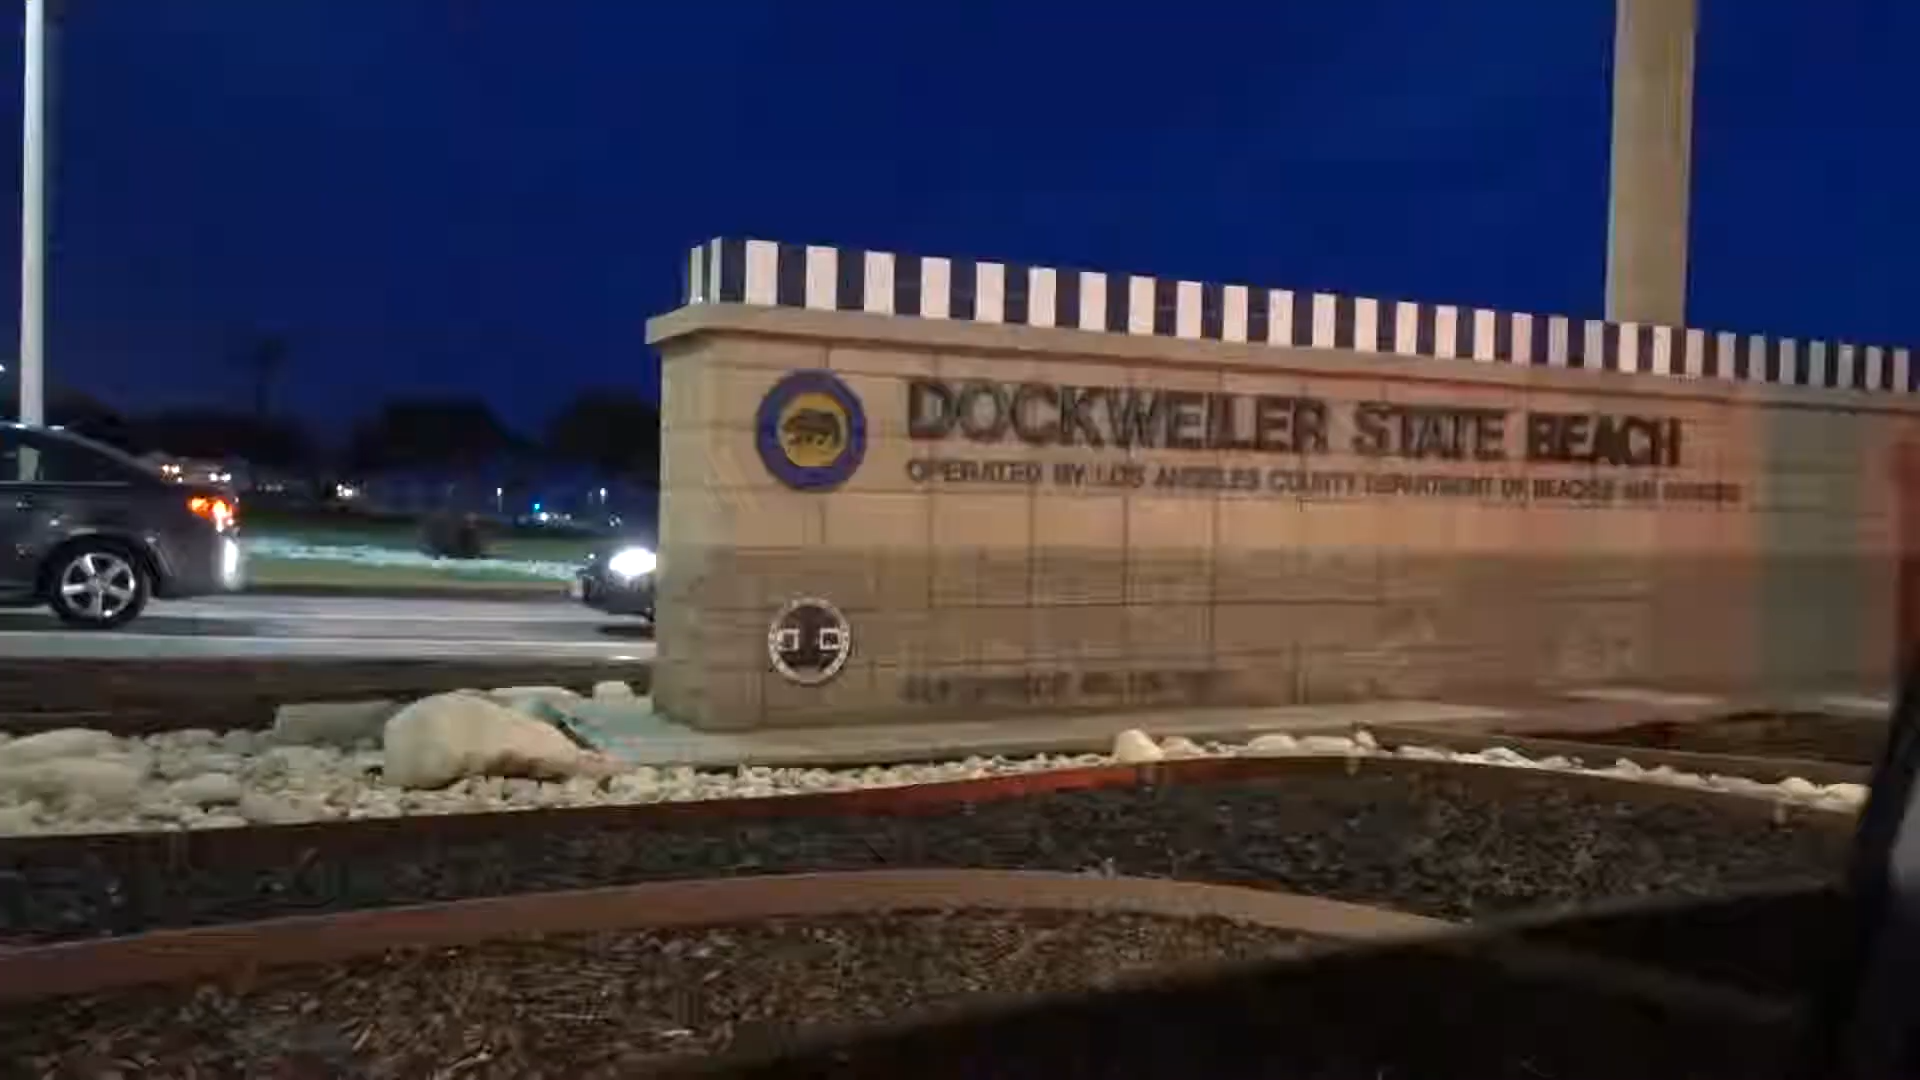 DOCKWEILER STATE BEACH
OPERATED BY LOS ANGELES COUNTY DEPARTMENT OF BEACHES AND HARBORS